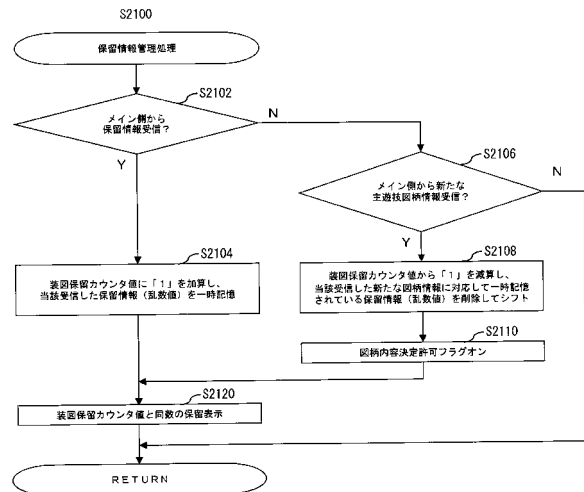 S2100
保留情報管理処理
S2102
メイン側から
保留情報受信？
N
Y
S2106
メイン側から新たな
主遊技図柄情報受信？
N
Y
S2104
装図保留カウンタ値に「1」を加算し、
当該受信した保留情報（乱数値）を一時記憶
S2108
装図保留カウンタ値から「1」を減算し、
当該受信した新たな図柄情報に対応して一時記憶
されている保留情報（乱数値）を削除してシフト
S2110
図柄内容決定許可フラグオン
S2120
装図保留カウンタ値と同数の保留表示
RETURN